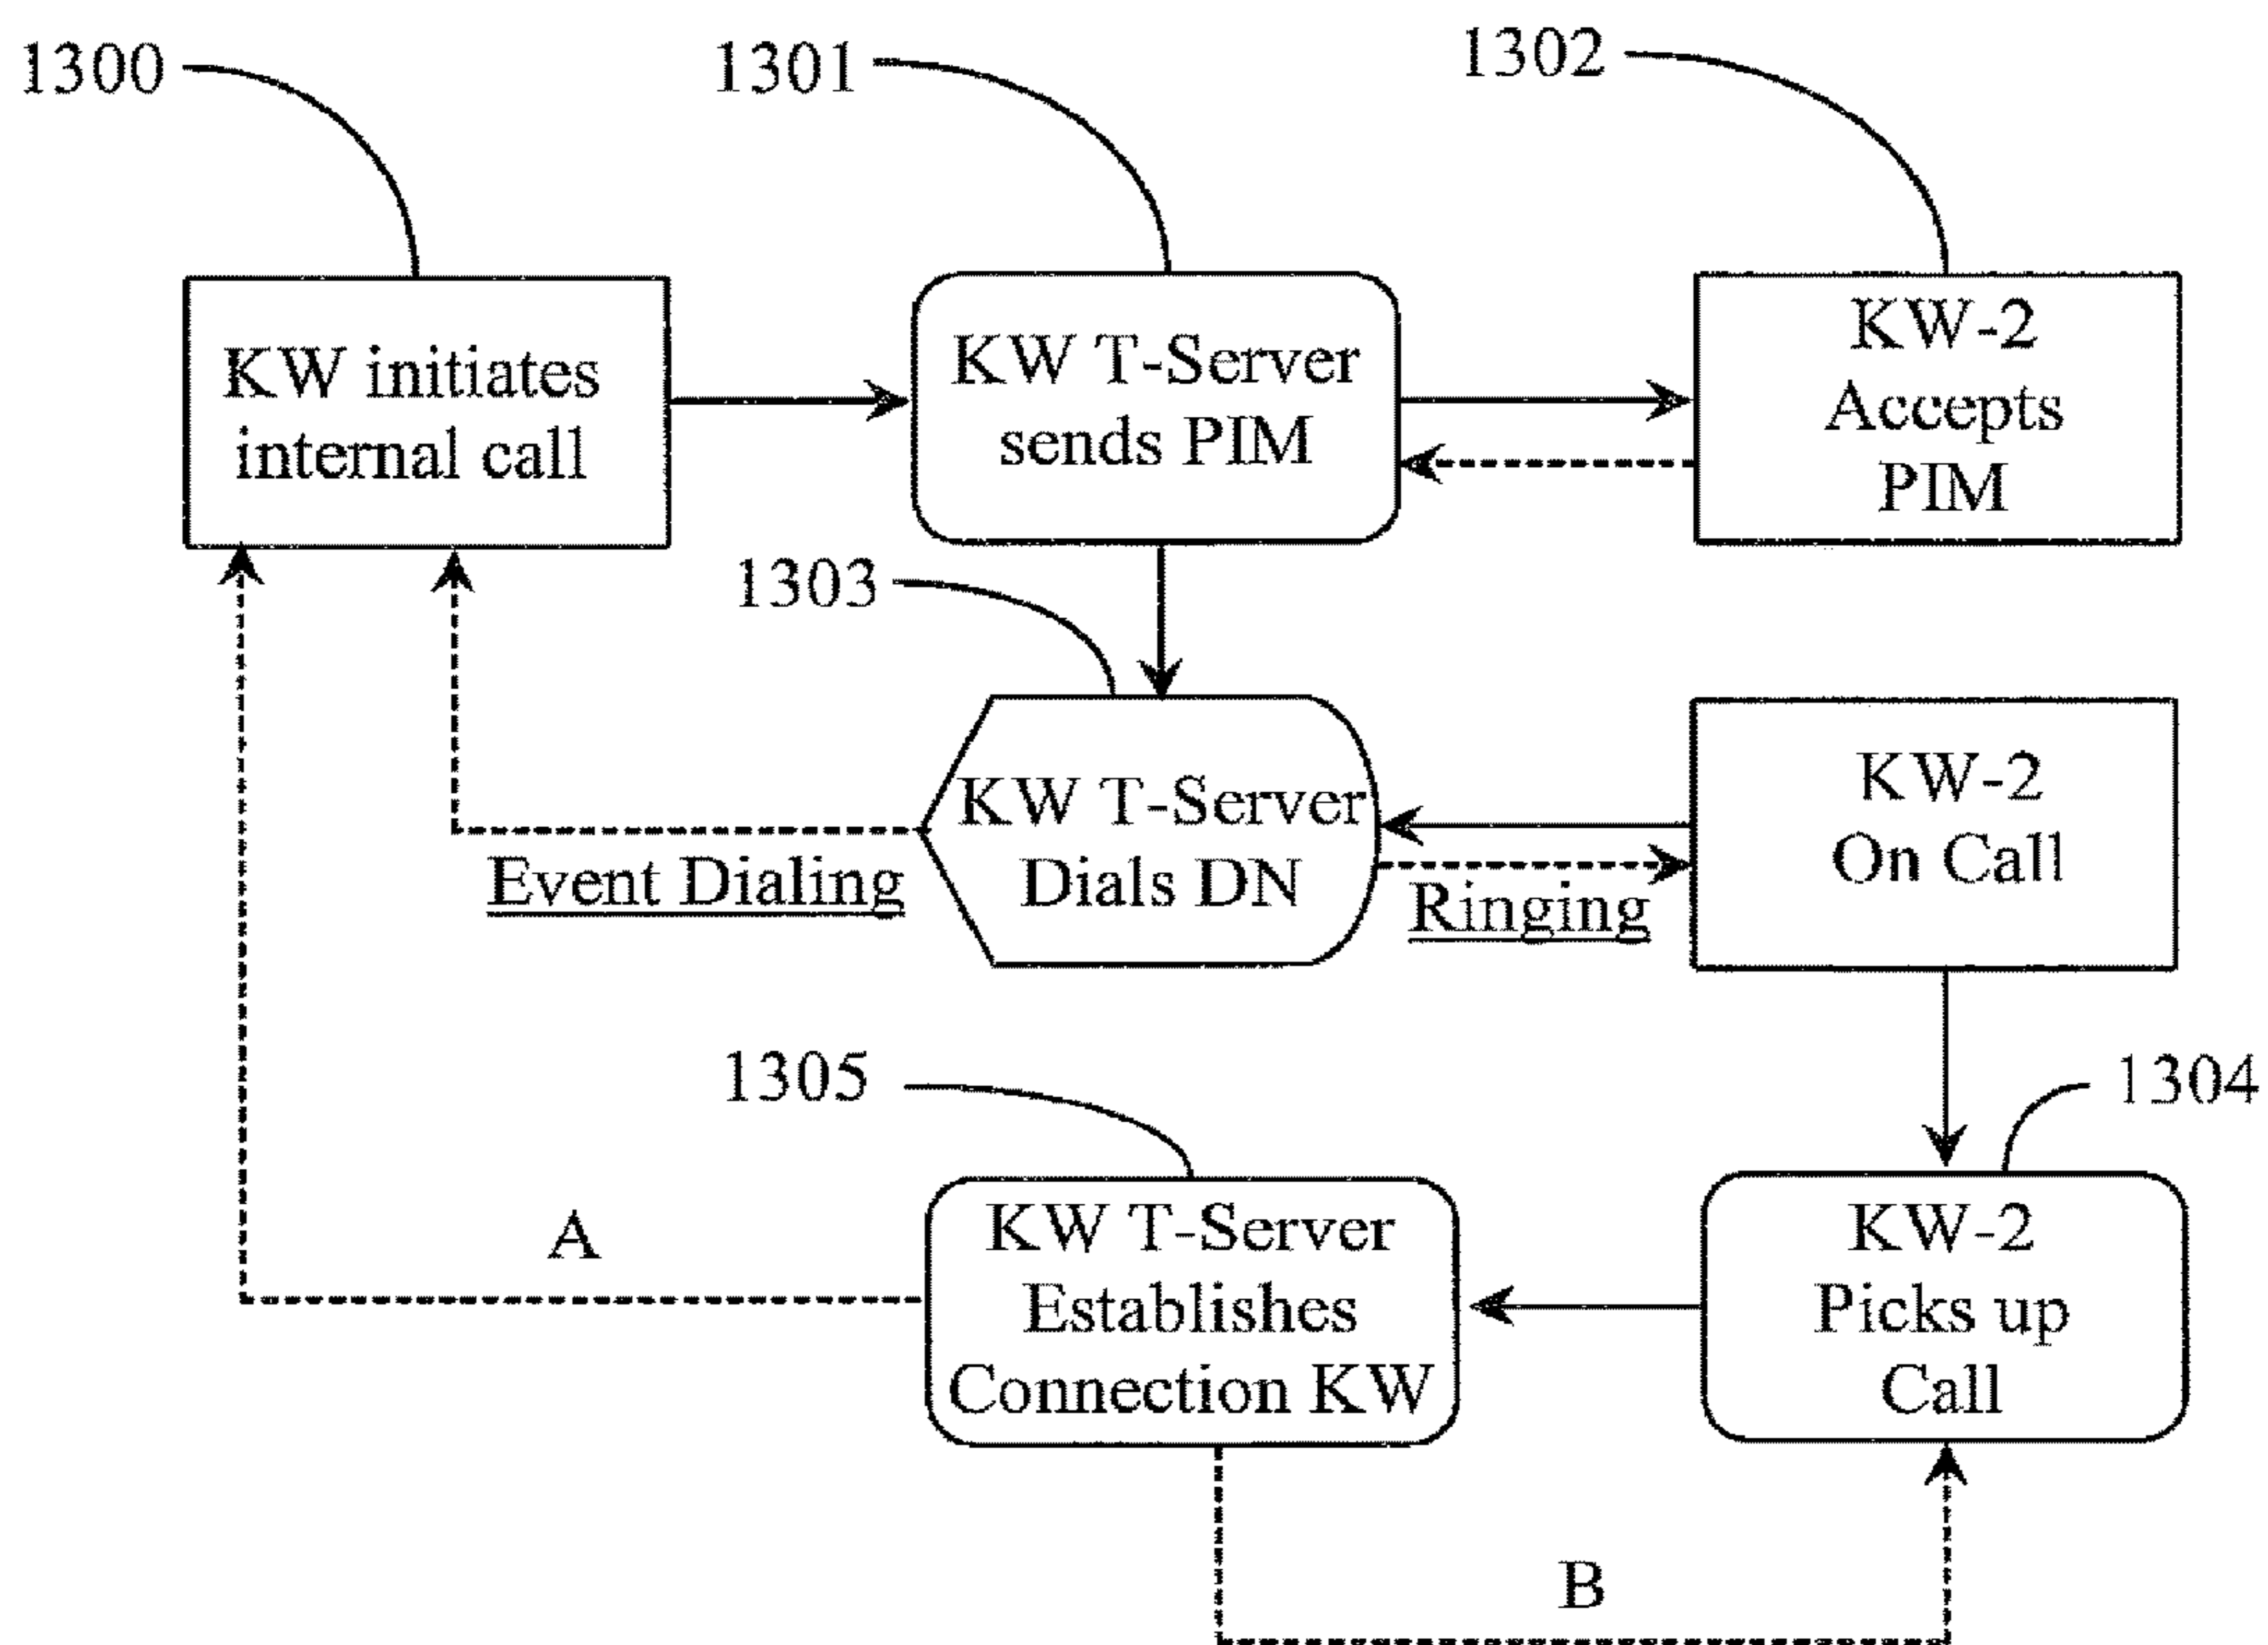 1300
1301
1302
KW initiates
internal call
KW T-Server
sends PIM
KW-2
Accepts
PIM
1303
KW T-Server
Dials DN
Event Dialing
Ringing
KW-2
On Call
1305
1304
A
KW T-Server
Establishes
Connection KW
KW-2
Picks up
Call
B